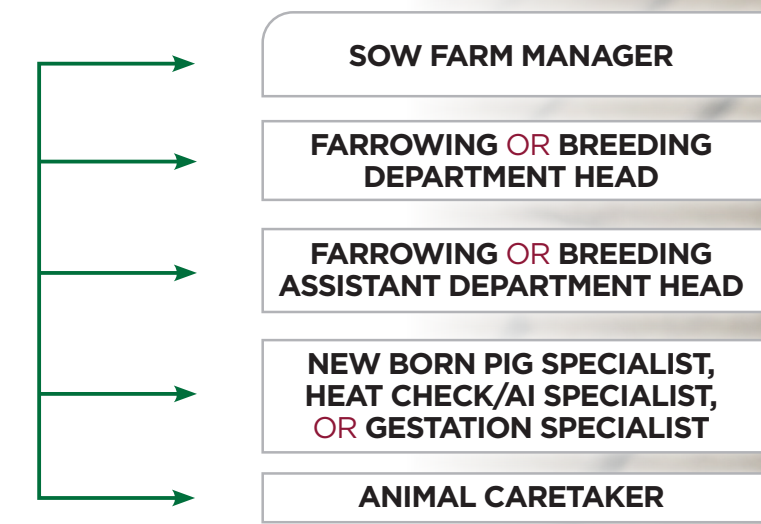 SOW FARM MANAGER
FARROWING OR BREEDING
DEPARTMENT HEAD
FARROWING OR BREEDING
ASSISTANT DEPARTMENT HEAD
NEW BORN PIG SPECIALIST,
HEAT CHECK/AI SPECIALIST,
OR GESTATION SPECIALIST
ANIMAL CARETAKER